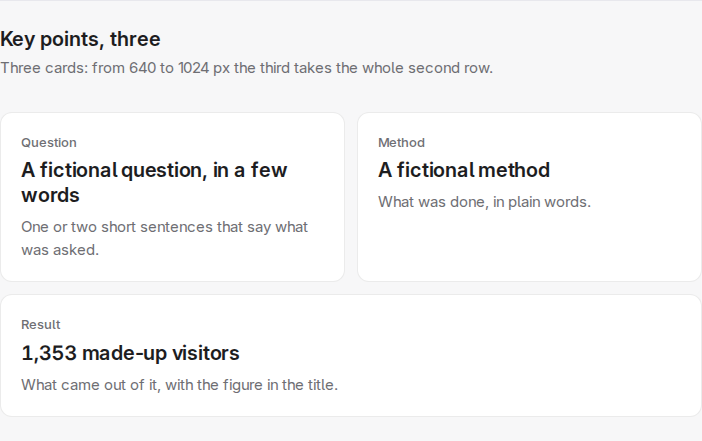 Key points, three
Three cards: from 640 to 1024 px the third takes the whole second row.
Question
A fictional question, in a few
words
One or two short sentences that say what
was asked.
Method
A fictional method
What was done, in plain words.
Result
1,353 made-up visitors
What came out of it, with the figure in the title.